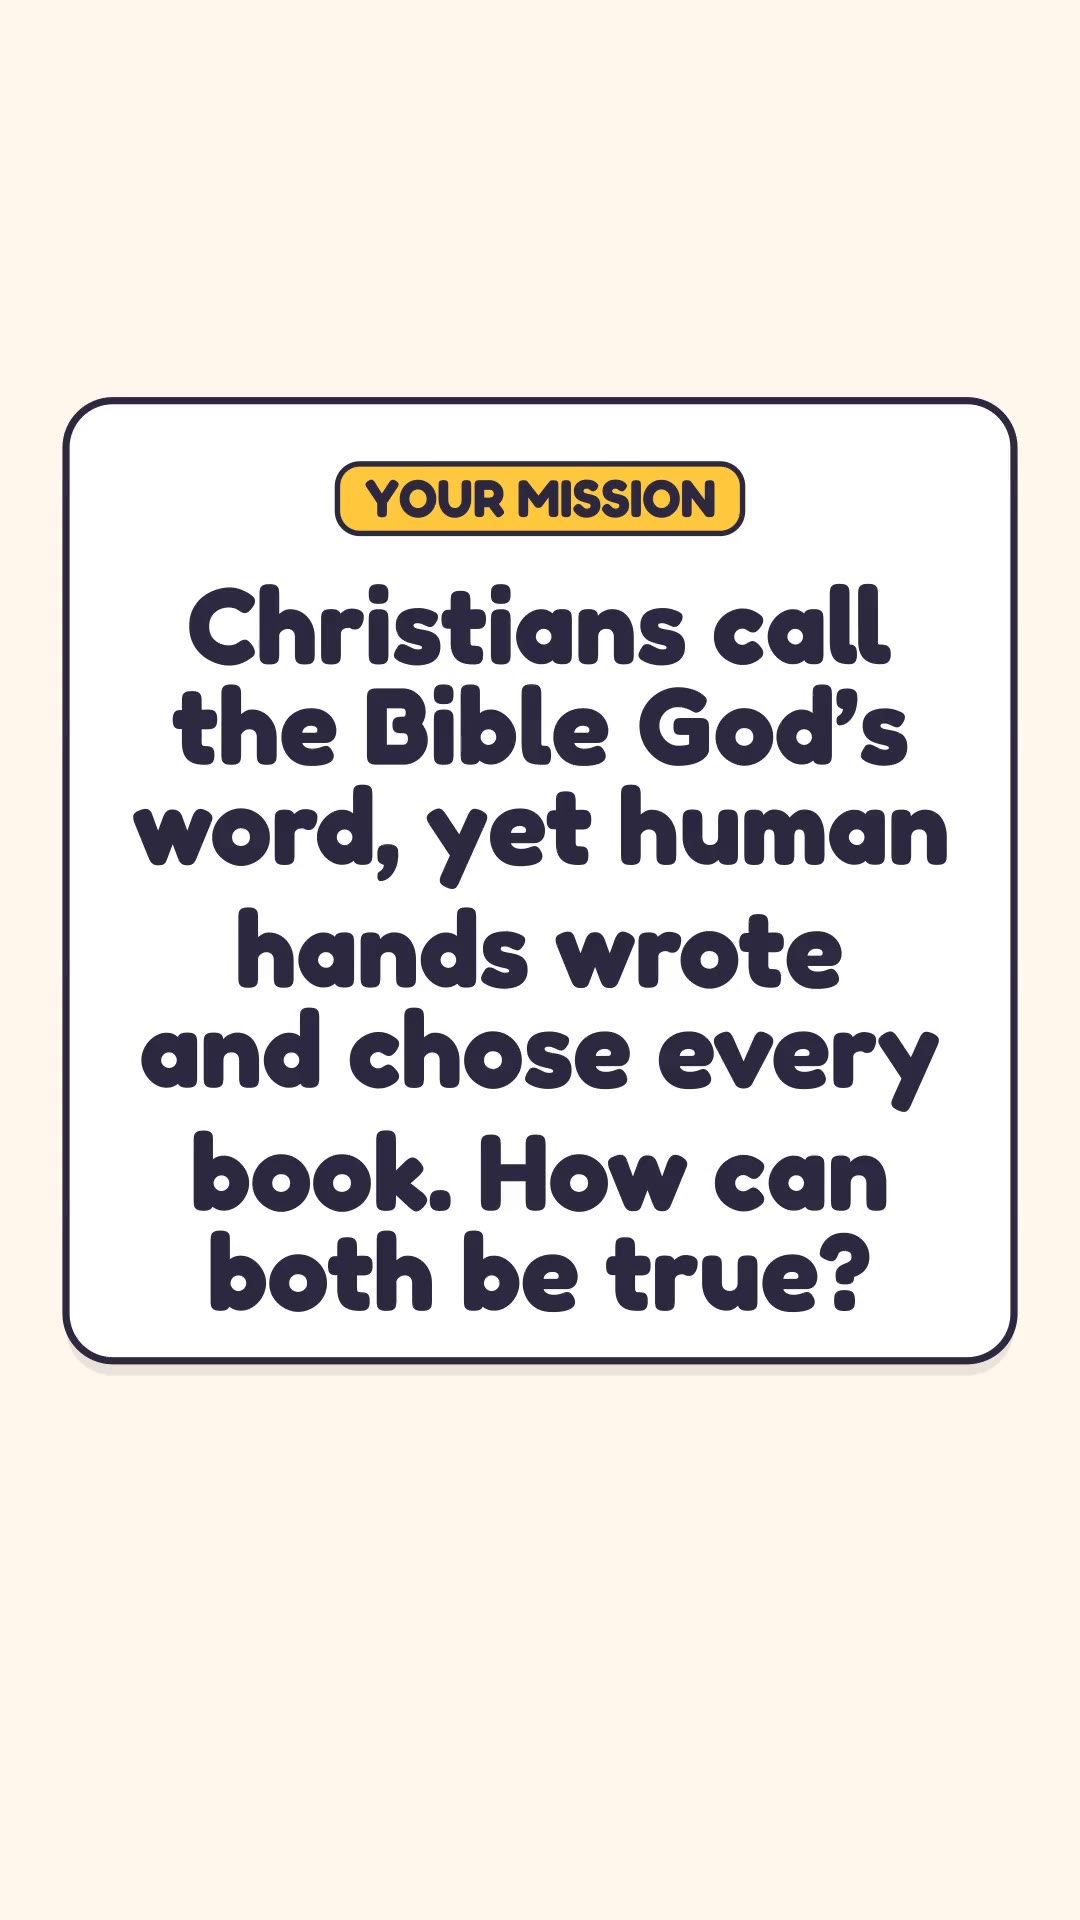 YOUR MISSION
Christians call
the Bible God’s
word, yet human
hands wrote
and chose every
book. How can
both be true?